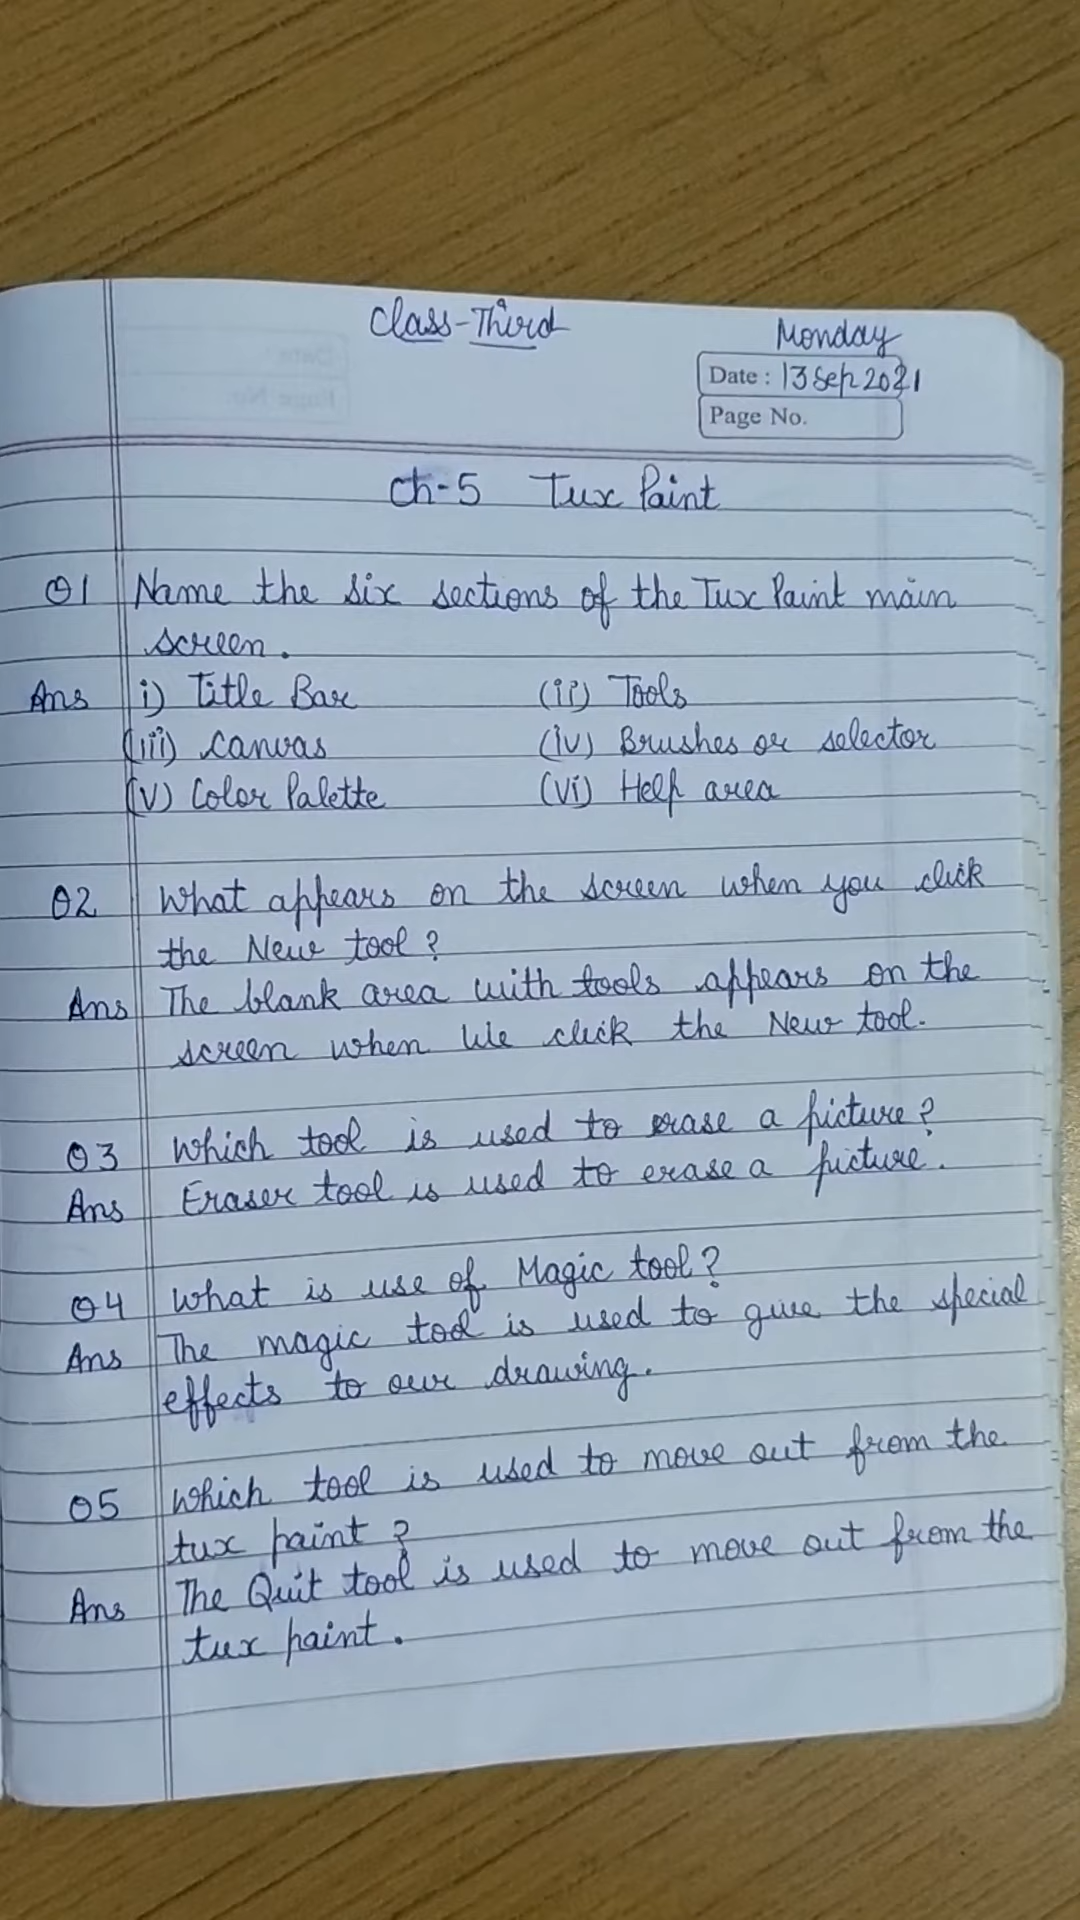 Class-Third
Monday
Date : 13 Sep 2021
Page No.
Ch-5 Tux Paint
Q1 Name the six sections of the Tux Paint main
screen.
Ans i) Title Bar (ii) Tools
(iii) Canvas (iv) Brushes or selector
(v) Color Palette (vi) Help area
Q2 What appears on the screen when you click
the New tool?
Ans The blank area with tools appears on the
screen when we click the New tool.
Q3 Which tool is used to erase a picture?
Ans Eraser tool is used to erase a picture.
Q4 What is use of Magic tool?
Ans The magic tool is used to give the special
effects to our drawing.
Q5 Which tool is used to move out from the
tux paint?
Ans The Quit tool is used to move out from the
tux paint.